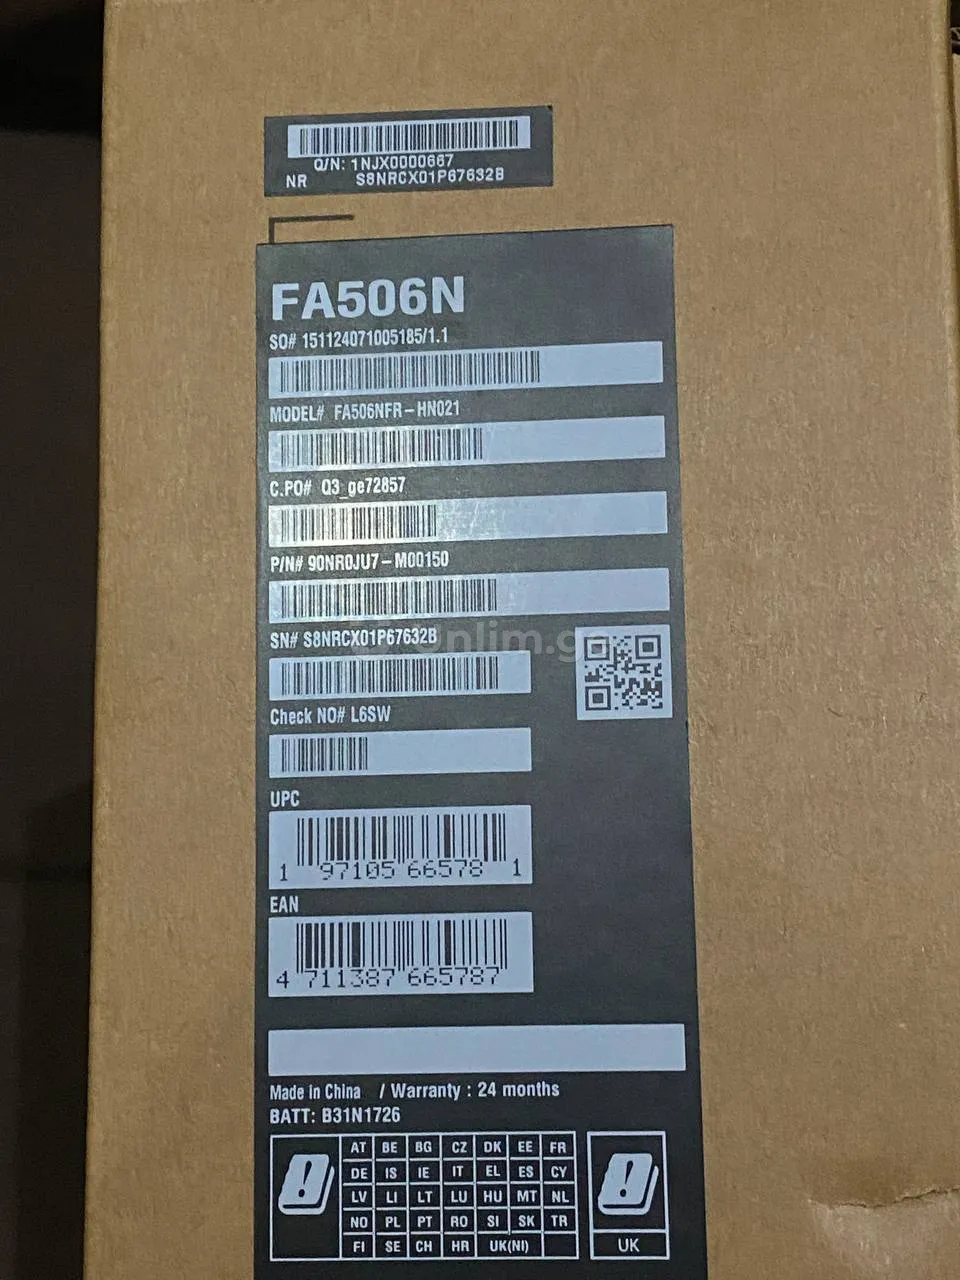 Q/N: 1NJX0000667
NR S8NRCX01P67632B
FA506N
SO# 151124071005185/1.1
MODEL# FA506NFR-HN021
C.PO# Q3_ge72857
P/N# 90NR0JU7-M00150
SN# S8NRCX01P67632B
Check NO# L6SW
UPC
1 97105 66578 1
EAN
4 711387 665787
Made in China / Warranty : 24 months
BATT: B31N1726
AT BE BG CZ DK EE FR
DE IS IE IT EL ES CY
LV LI LT LU HU MT NL
NO PL PT RO SI SK TR
FI SE CH HR UK(NI)
UK